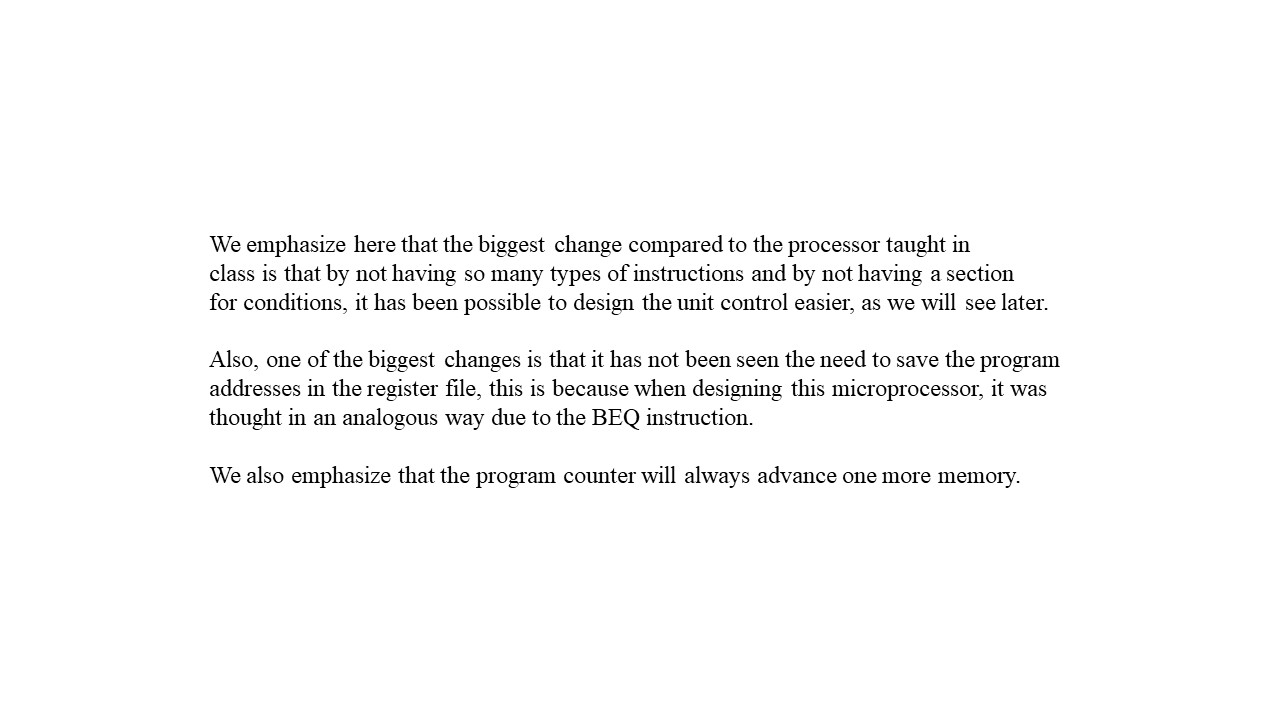 We emphasize here that the biggest change compared to the processor taught in
class is that by not having so many types of instructions and by not having a section
for conditions, it has been possible to design the unit control easier, as we will see later.
Also, one of the biggest changes is that it has not been seen the need to save the program
addresses in the register file, this is because when designing this microprocessor, it was
thought in an analogous way due to the BEQ instruction.
We also emphasize that the program counter will always advance one more memory.